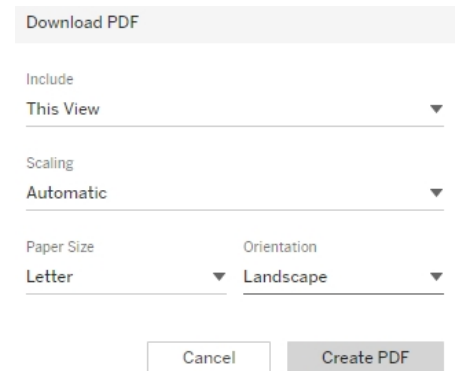 Download PDF
Include
This View
Scaling
Automatic
Paper Size Orientation
Letter Landscape
Cancel Create PDF